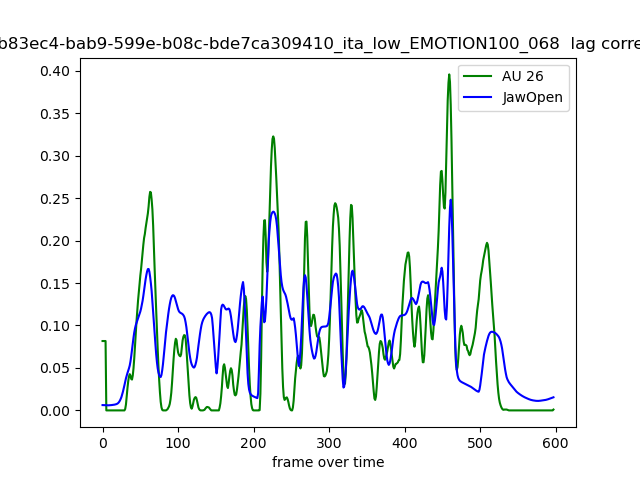 b83ec4-bab9-599e-b08c-bde7ca309410_ita_low_EMOTION100_068  lag corre
AU 26
JawOpen
0.40
0.35
0.30
0.25
0.20
0.15
0.10
0.05
0.00
0 100 200 300 400 500 600
frame over time